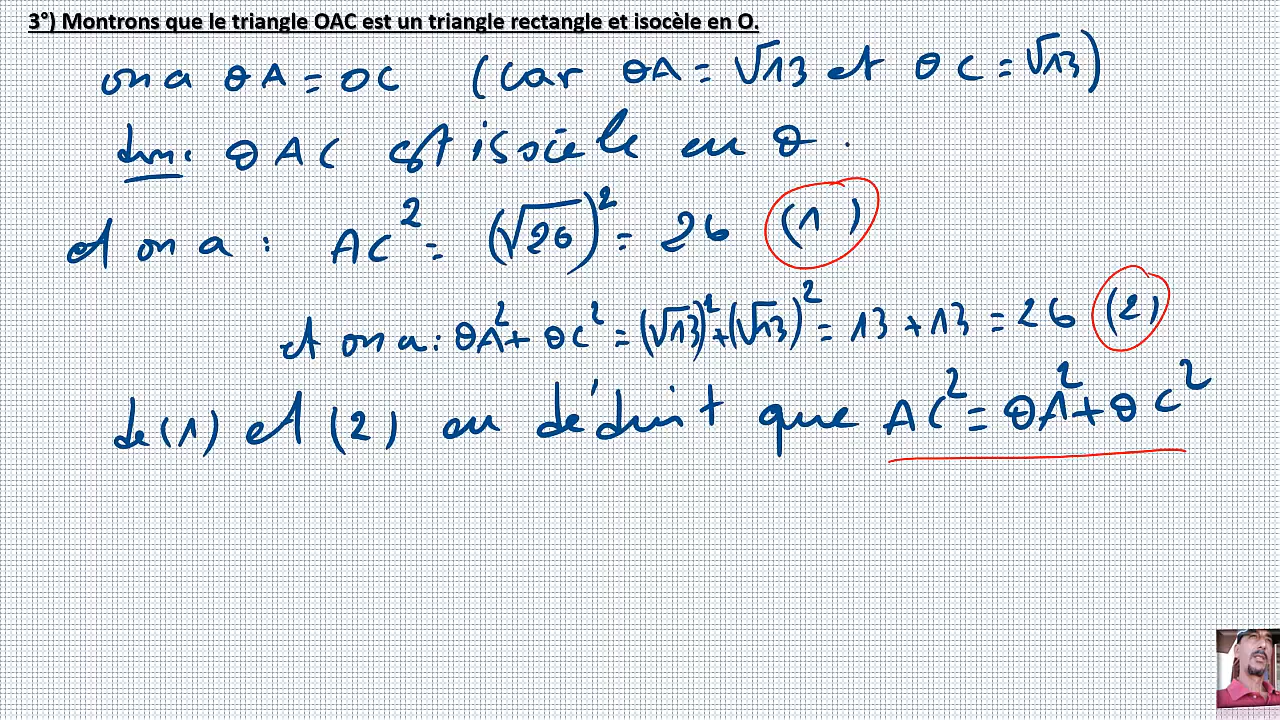 3°) Montrons que le triangle OAC est un triangle rectangle et isocèle en O.
on a OA = OC (car OA = √13 et OC = √13)
donc OAC est isocèle en O.
et on a : AC² = (√26)² = 26 (1)
et on a : OA² + OC² = (√13)² + (√13)² = 13 + 13 = 26 (2)
de (1) et (2) on déduit que AC² = OA² + OC²